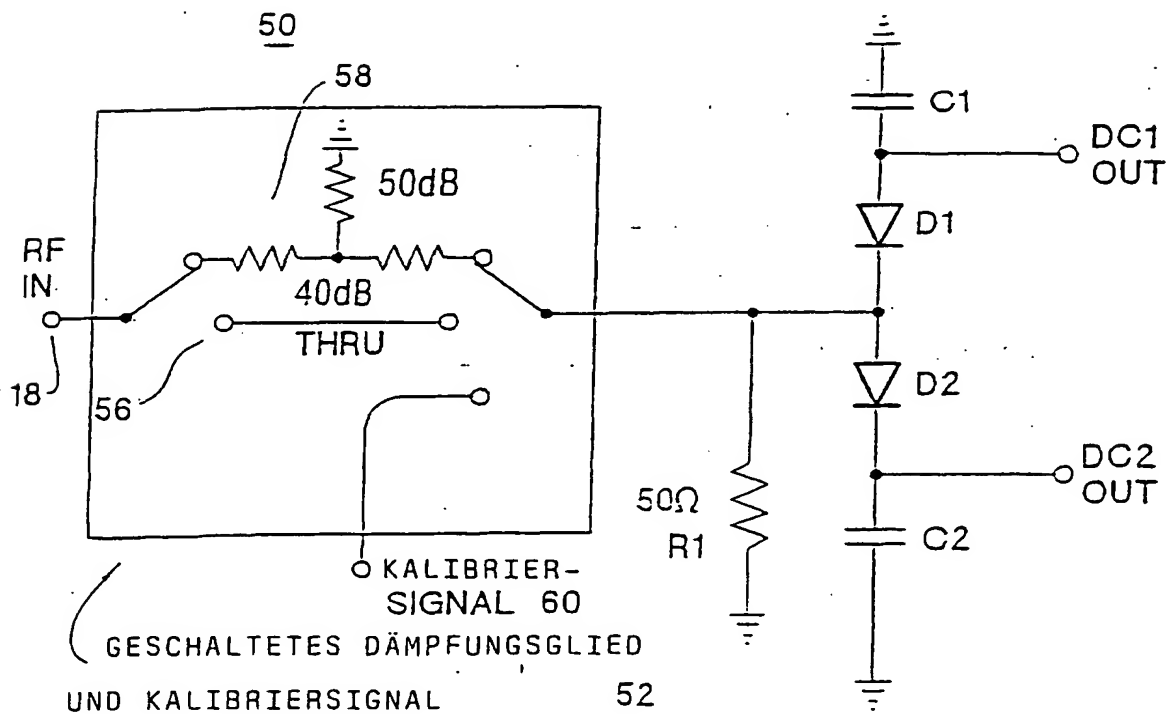 50
58
C1
DC1
OUT
50dB
D1
RF
IN
40dB
THRU
18
56
D2
DC2
OUT
50Ω
R1
C2
KALIBRIER-
SIGNAL 60
GESCHALTETES DÄMPFUNGSGLIED
UND KALIBRIERSIGNAL 52